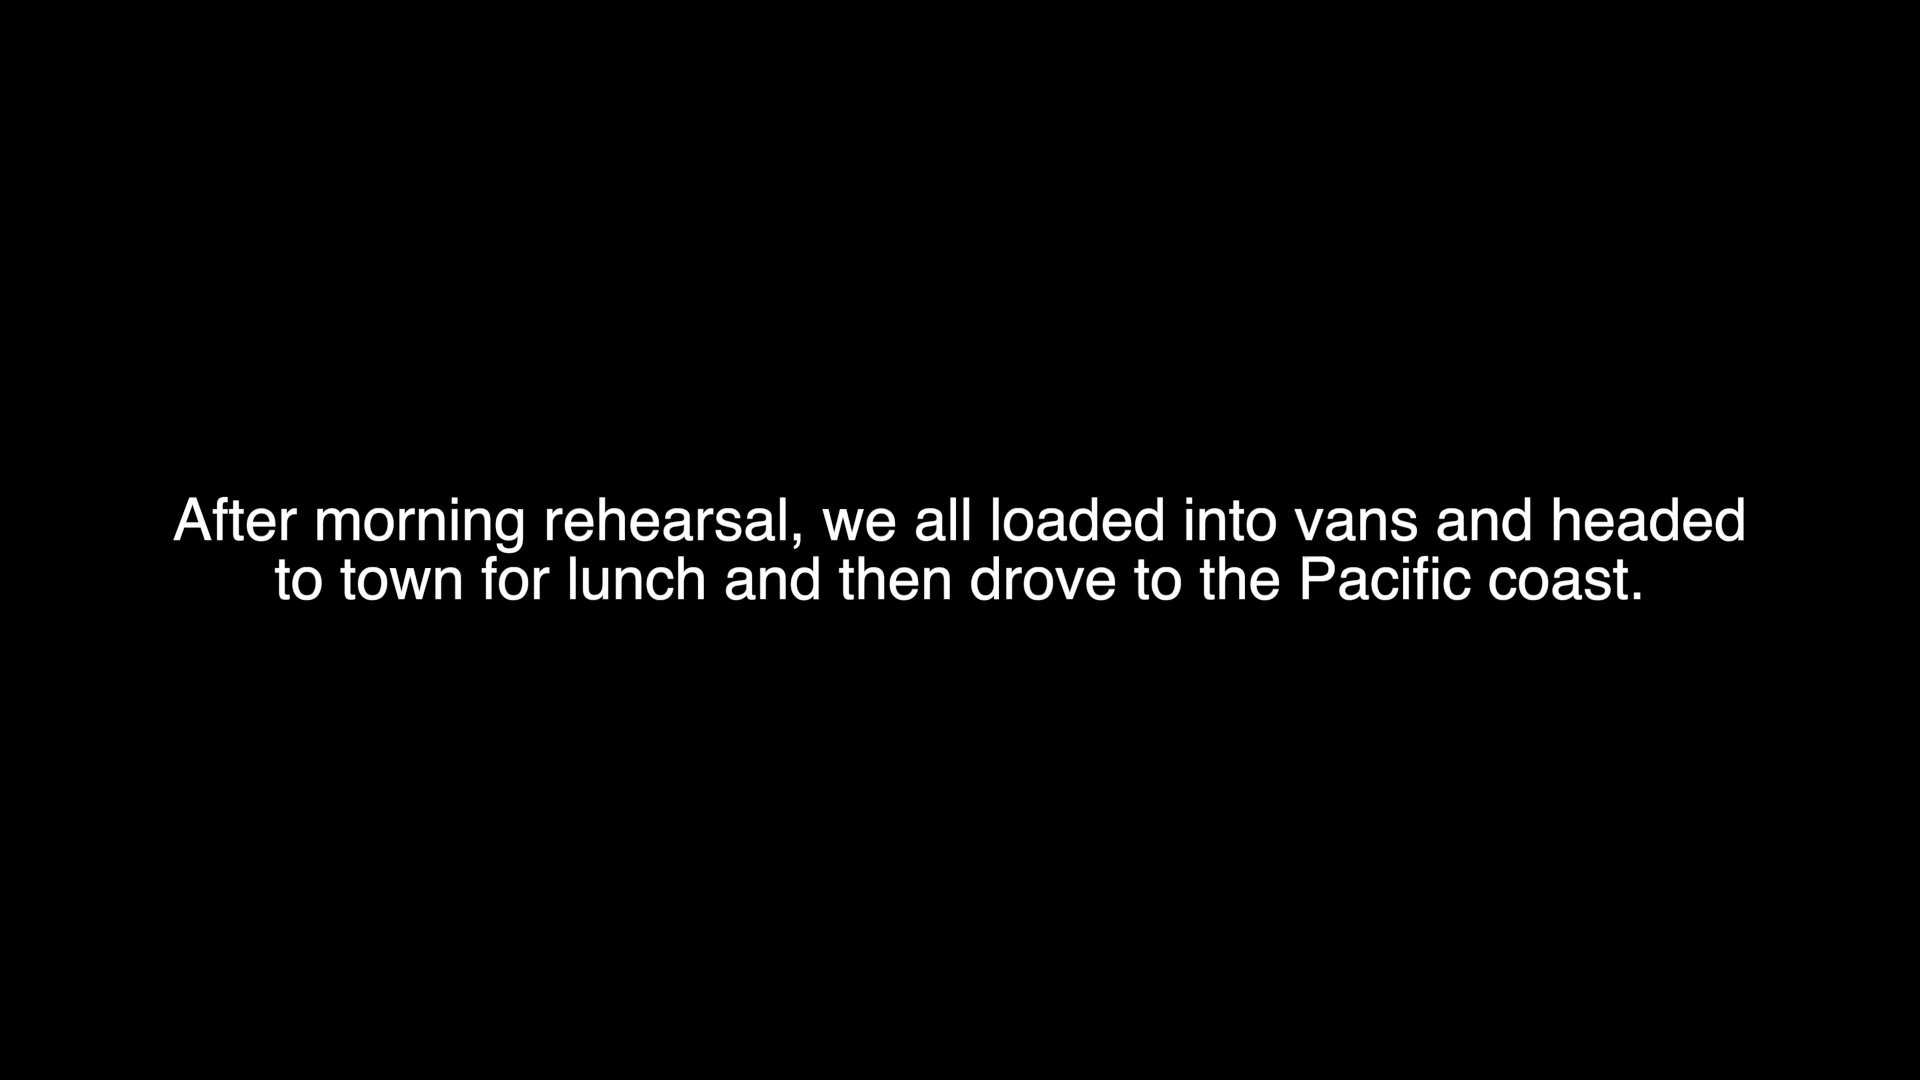 After morning rehearsal, we all loaded into vans and headed
to town for lunch and then drove to the Pacific coast.